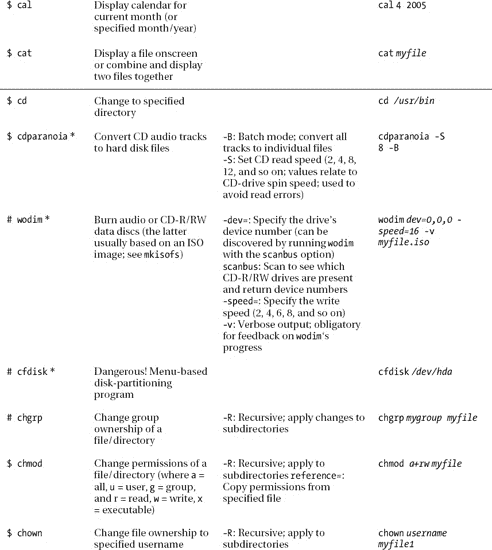 $ cal Display calendar for cal 4 2005
current month (or
specified month/year)
$ cat Display a file onscreen cat myfile
or combine and display
two files together
$ cd Change to specified cd /usr/bin
directory
$ cdparanoia * Convert CD audio tracks -B: Batch mode; convert all cdparanoia -S
to hard disk files tracks to individual files 8 -B
-S: Set CD read speed (2, 4, 8,
12, and so on; values relate to
CD-drive spin speed; used to
avoid read errors)
# wodim * Burn audio or CD-R/RW -dev=: Specify the drive's wodim dev=0,0,0 -
data discs (the latter device number (can be speed=16 -v
usually based on an ISO discovered by running wodim myfile.iso
image; see mkisofs) with the scanbus option)
scanbus: Scan to see which
CD-R/RW drives are present
and return device numbers
-speed=: Specify the write
speed (2, 4, 6, 8, and so on)
-v: Verbose output; obligatory
for feedback on wodim's
progress
# cfdisk * Dangerous! Menu-based cfdisk /dev/hda
disk-partitioning
program
# chgrp Change group -R: Recursive; apply changes to chgrp mygroup myfile
ownership of a subdirectories
file/directory
$ chmod Change permissions of a -R: Recursive; apply to chmod a+rw myfile
file/directory (where a = subdirectories reference=:
all, u = user, g = group, Copy permissions from
and r = read, w = write, x specified file
= executable)
$ chown Change file ownership to -R: Recursive; apply to chown username
specified username subdirectories myfile1